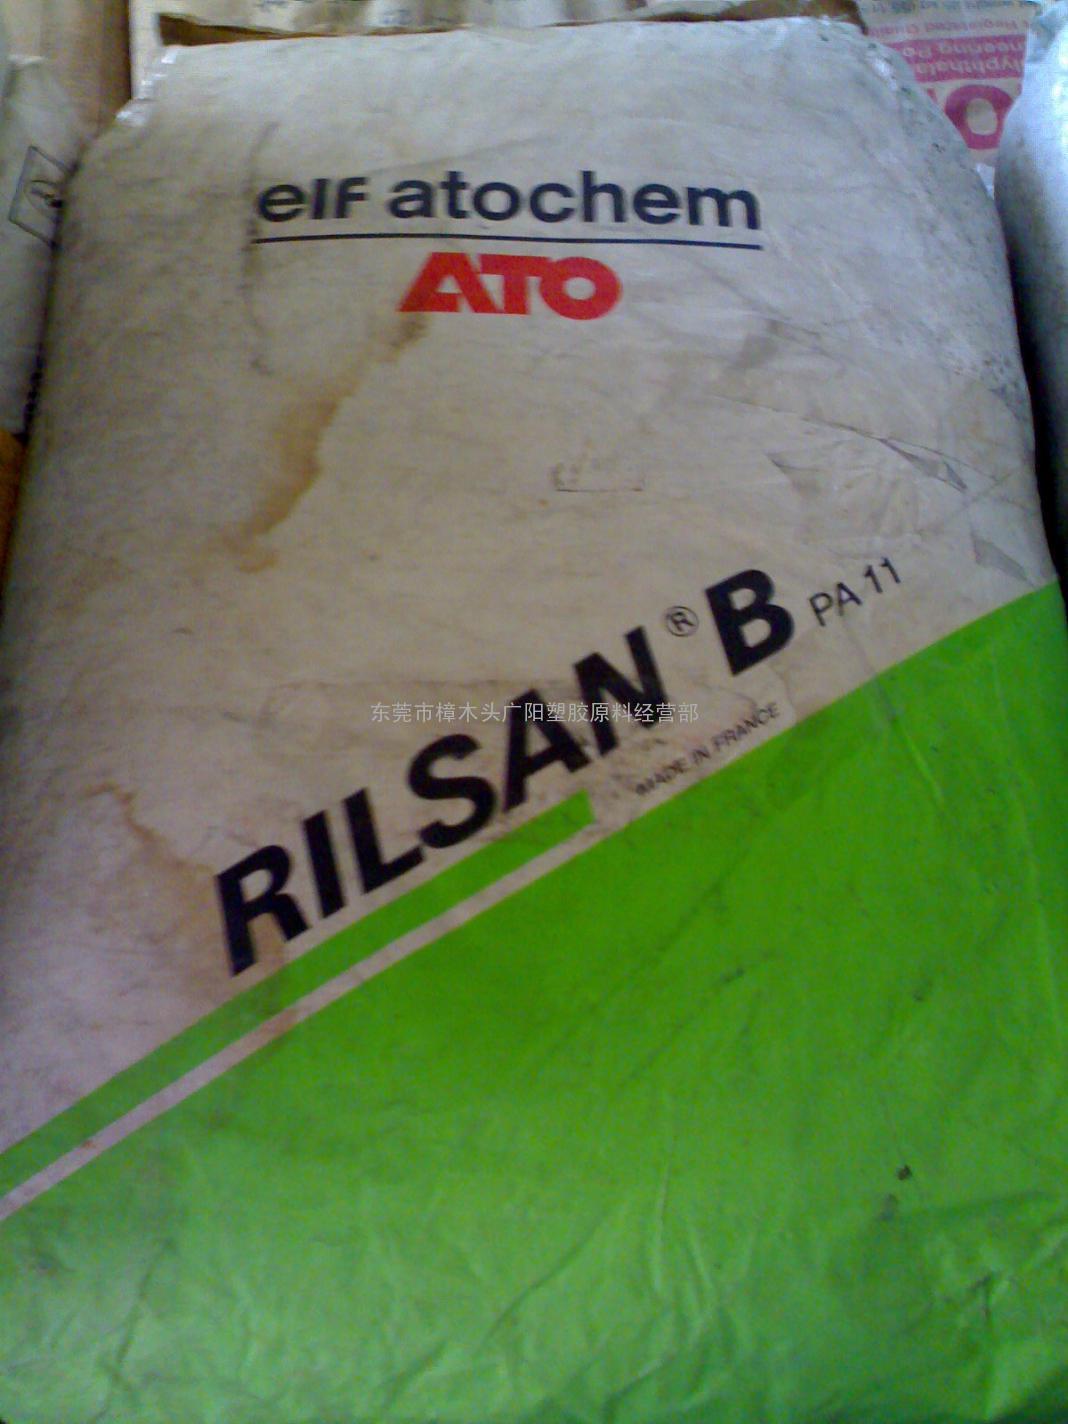 elf atochem
ATO
RILSAN® B PA 11
MADE IN FRANCE
东莞市樟木头广阳塑胶原料经营部